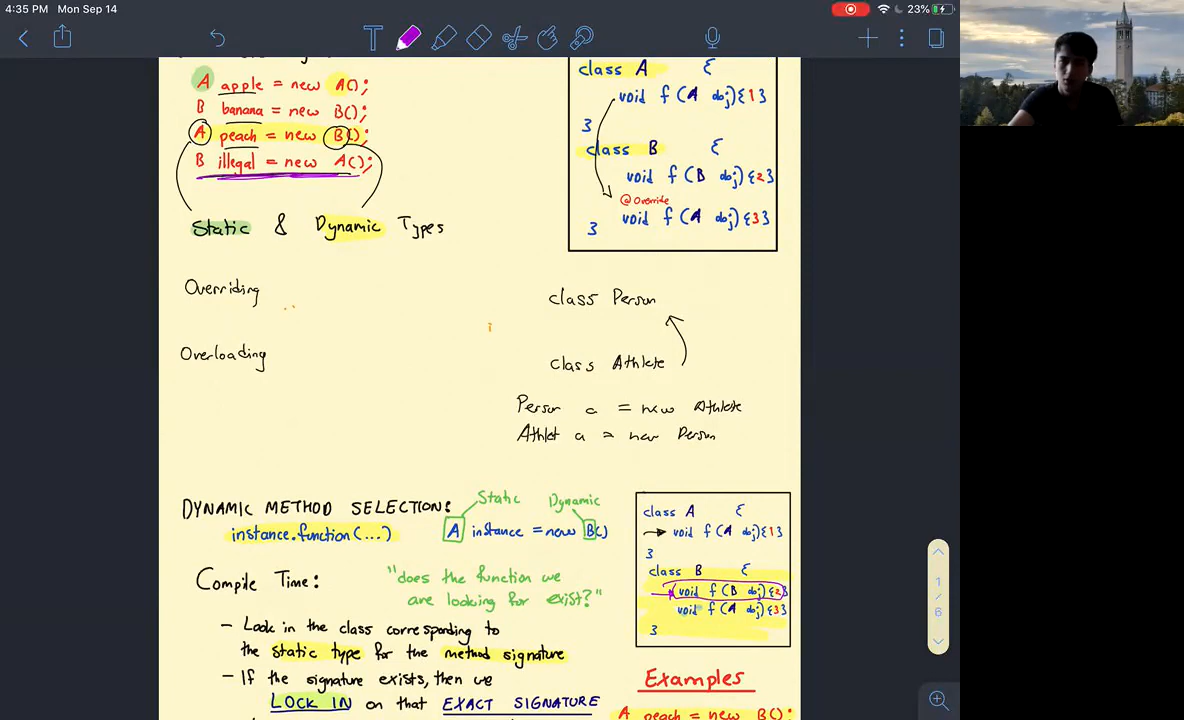 4:35 PM Mon Sep 14
23%
A apple = new A();
B banana = new B();
A peach = new B();
B illegal = new A();
Static & Dynamic Types
class A {
void f (A obj){1}
}
class B {
void f (B obj){2}
@Override
void f (A obj){3}
}
Overriding
Overloading
class Person
class Athlete
Person a = new Athlete
Athlet a = new Person
DYNAMIC METHOD SELECTION:
instance.function(...)
Static Dynamic
A instance = new B()
class A {
void f (A obj){1}
}
class B {
void f (B obj){2}
void f (A obj){3}
}
Compile Time:
"does the function we
are looking for exist?"
- Look in the class corresponding to
the static type for the method signature
- If the signature exists, then we
LOCK IN on that EXACT SIGNATURE
Examples
A peach = new B();
1
6